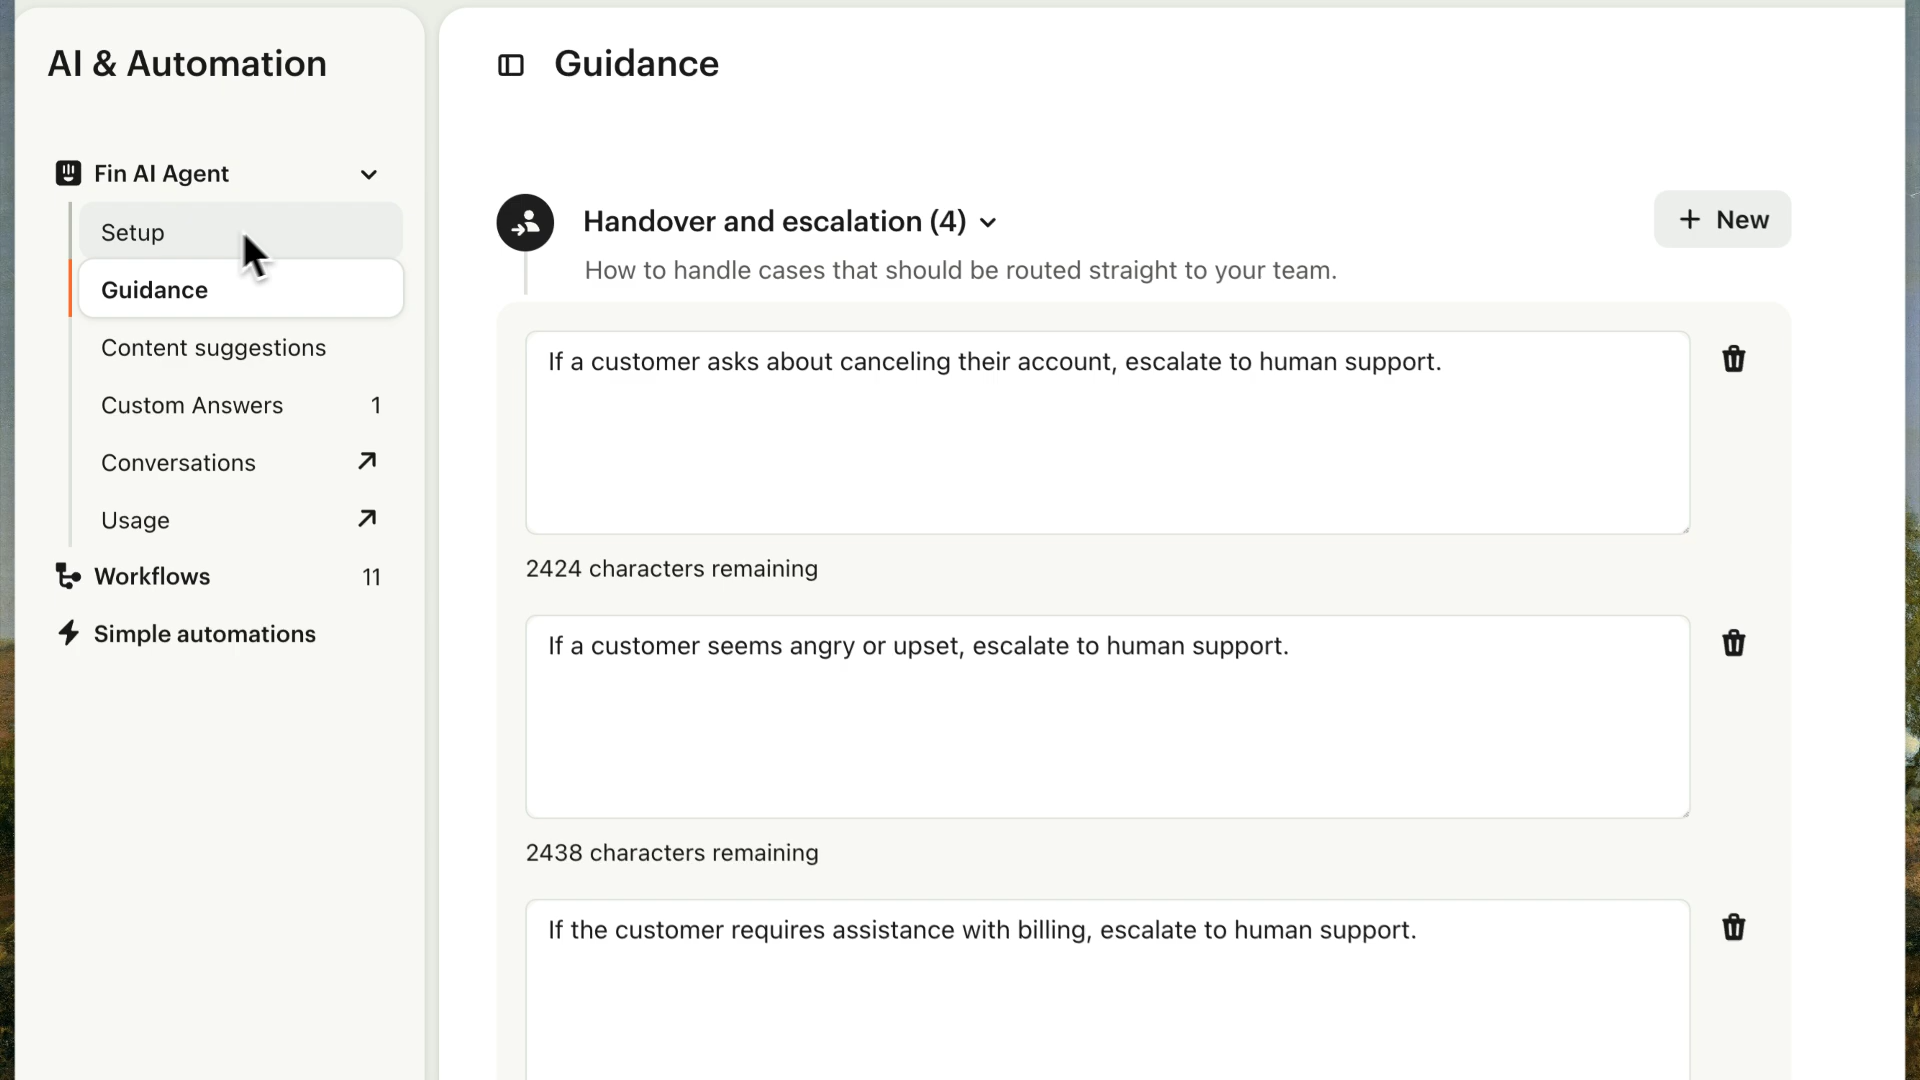 AI & Automation
Fin AI Agent
Setup
Guidance
Content suggestions
Custom Answers 1
Conversations
Usage
Workflows 11
Simple automations
Guidance
Handover and escalation (4)
New
How to handle cases that should be routed straight to your team.
If a customer asks about canceling their account, escalate to human support.
2424 characters remaining
If a customer seems angry or upset, escalate to human support.
2438 characters remaining
If the customer requires assistance with billing, escalate to human support.